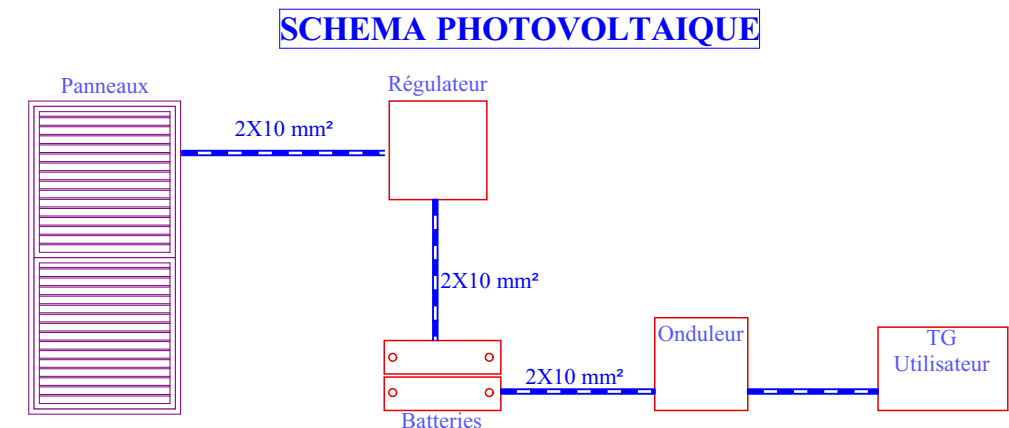 SCHEMA PHOTOVOLTAIQUE
Panneaux
Régulateur
2X10 mm²
2X10 mm²
Onduleur
TG
Utilisateur
2X10 mm²
Batteries